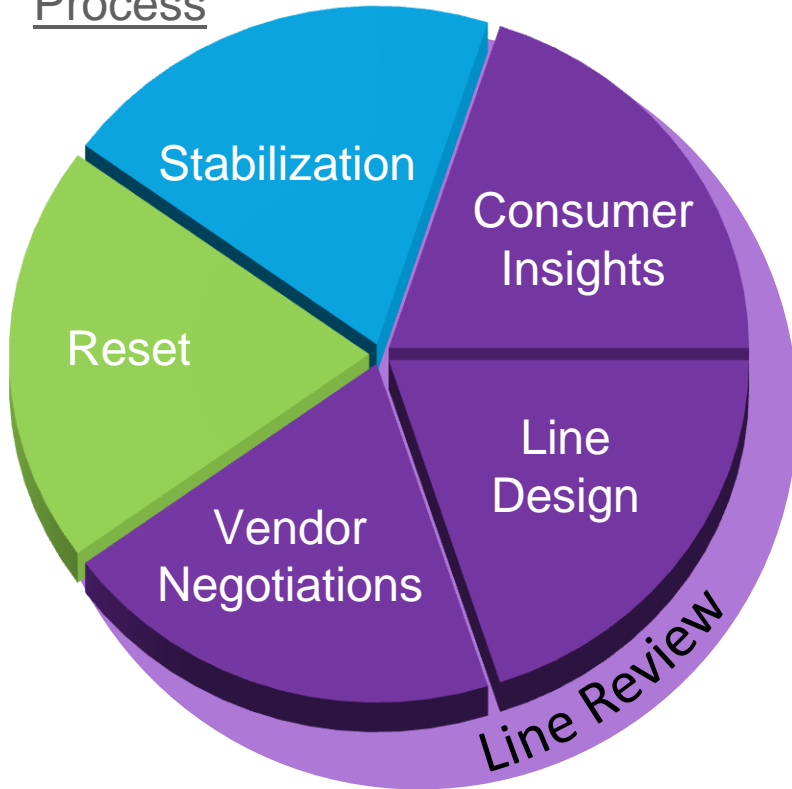 Process
Stabilization
Consumer
Insights
Reset
Line
Design
Vendor
Negotiations
Line Review